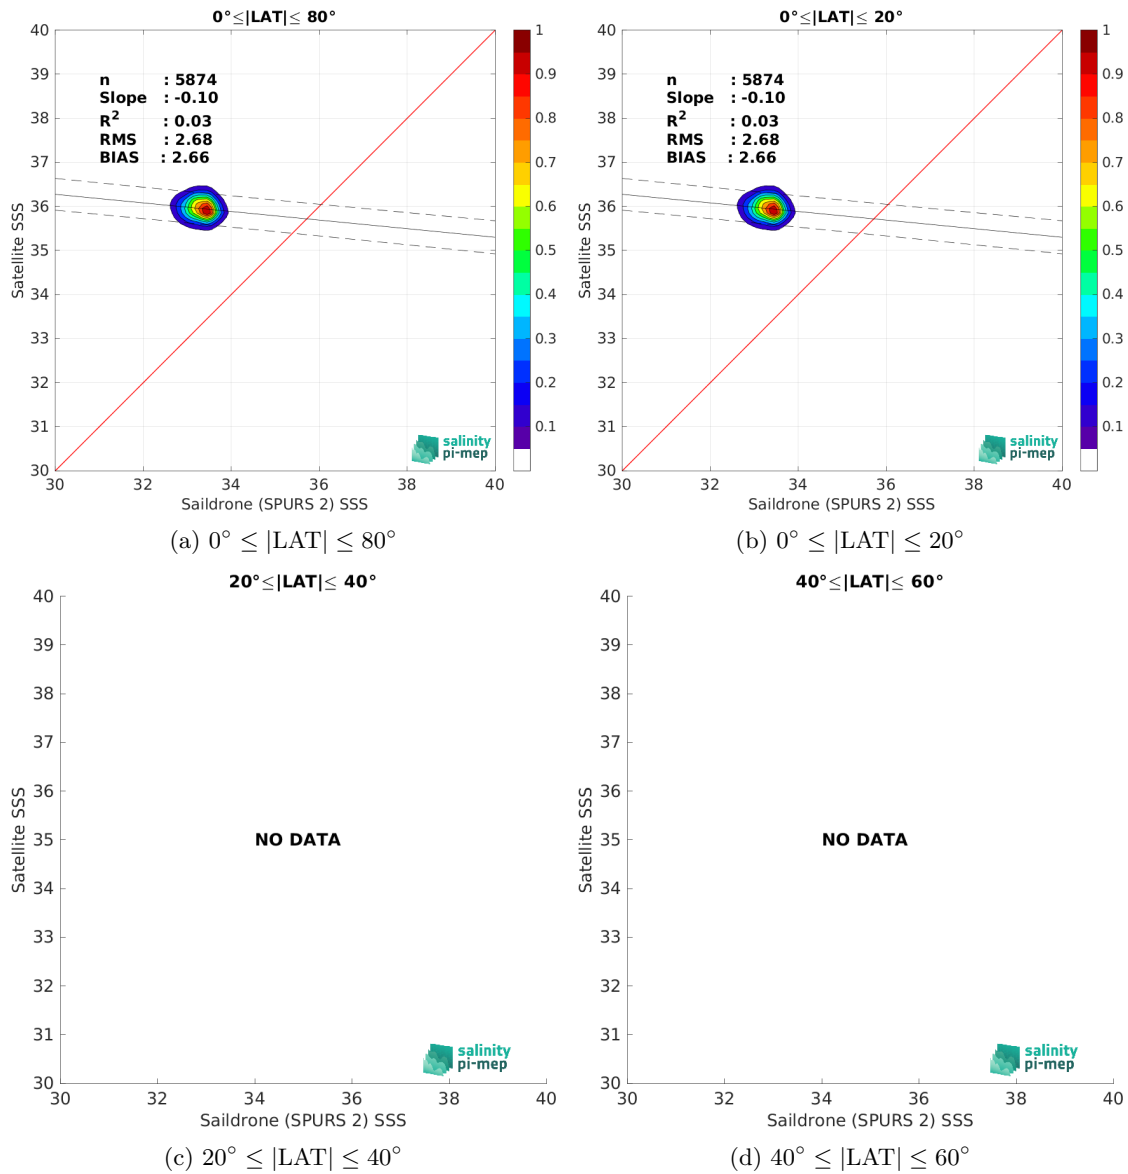 0°≤|LAT|≤ 80°
40
39
38
37
36
35
34
33
32
31
30
Satellite SSS
n : 5874
Slope : -0.10
R2 : 0.03
RMS : 2.68
BIAS : 2.66
1
0.9
0.8
0.7
0.6
0.5
0.4
0.3
0.2
0.1
salinity
pi-mep
30 32 34 36 38 40
Saildrone (SPURS 2) SSS
(a) 0° ≤ |LAT| ≤ 80°
0°≤|LAT|≤ 20°
40
39
38
37
36
35
34
33
32
31
30
Satellite SSS
n : 5874
Slope : -0.10
R2 : 0.03
RMS : 2.68
BIAS : 2.66
1
0.9
0.8
0.7
0.6
0.5
0.4
0.3
0.2
0.1
salinity
pi-mep
30 32 34 36 38 40
Saildrone (SPURS 2) SSS
(b) 0° ≤ |LAT| ≤ 20°
20°≤|LAT|≤ 40°
40
39
38
37
36
35
34
33
32
31
30
Satellite SSS
NO DATA
salinity
pi-mep
30 32 34 36 38 40
Saildrone (SPURS 2) SSS
(c) 20° ≤ |LAT| ≤ 40°
40°≤|LAT|≤ 60°
40
39
38
37
36
35
34
33
32
31
30
Satellite SSS
NO DATA
salinity
pi-mep
30 32 34 36 38 40
Saildrone (SPURS 2) SSS
(d) 40° ≤ |LAT| ≤ 60°